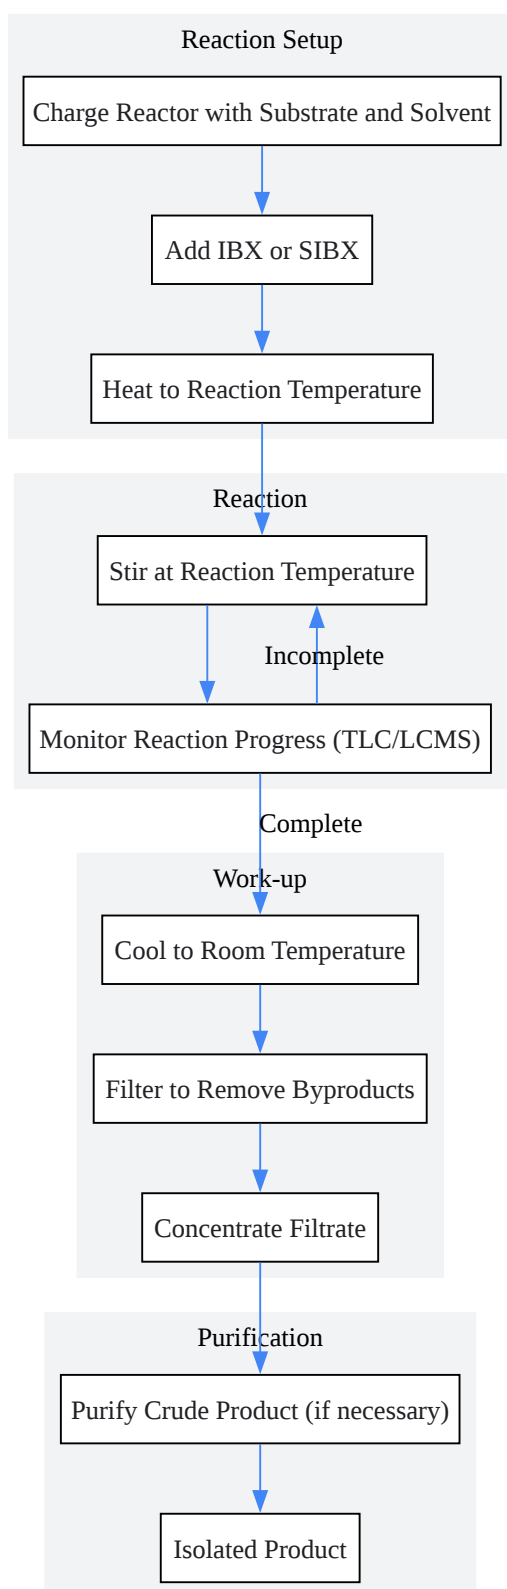 Reaction Setup
Charge Reactor with Substrate and Solvent
Add IBX or SIBX
Heat to Reaction Temperature
Reaction
Stir at Reaction Temperature
Incomplete
Monitor Reaction Progress (TLC/LCMS)
Complete
Work-up
Cool to Room Temperature
Filter to Remove Byproducts
Concentrate Filtrate
Purification
Purify Crude Product (if necessary)
Isolated Product